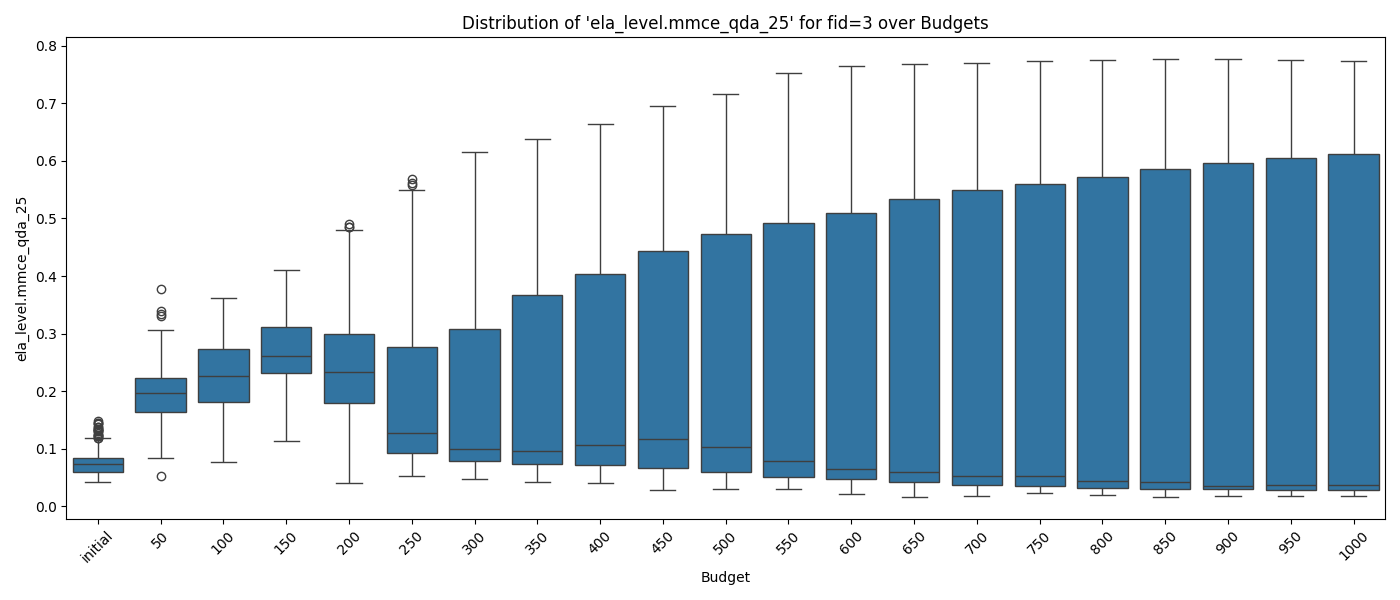 Distribution of 'ela_level.mmce_qda_25' for fid=3 over Budgets
ela_level.mmce_qda_25
0.8
0.7
0.6
0.5
0.4
0.3
0.2
0.1
0.0
initial 50 100 150 200 250 300 350 400 450 500 550 600 650 700 750 800 850 900 950 1000
Budget